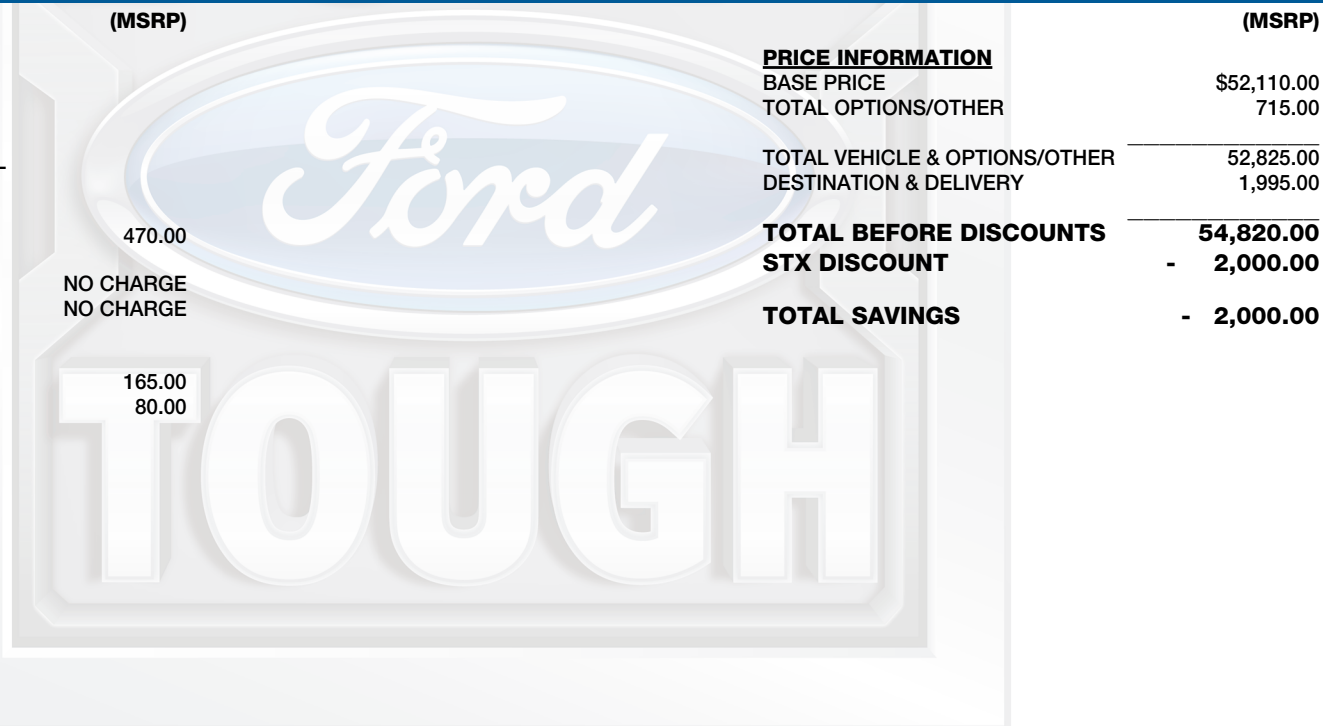 (MSRP)
470.00
NO CHARGE
NO CHARGE
165.00
80.00
Ford
TOUGH
(MSRP)
PRICE INFORMATION
BASE PRICE $52,110.00
TOTAL OPTIONS/OTHER 715.00
TOTAL VEHICLE & OPTIONS/OTHER 52,825.00
DESTINATION & DELIVERY 1,995.00
TOTAL BEFORE DISCOUNTS 54,820.00
STX DISCOUNT - 2,000.00
TOTAL SAVINGS - 2,000.00